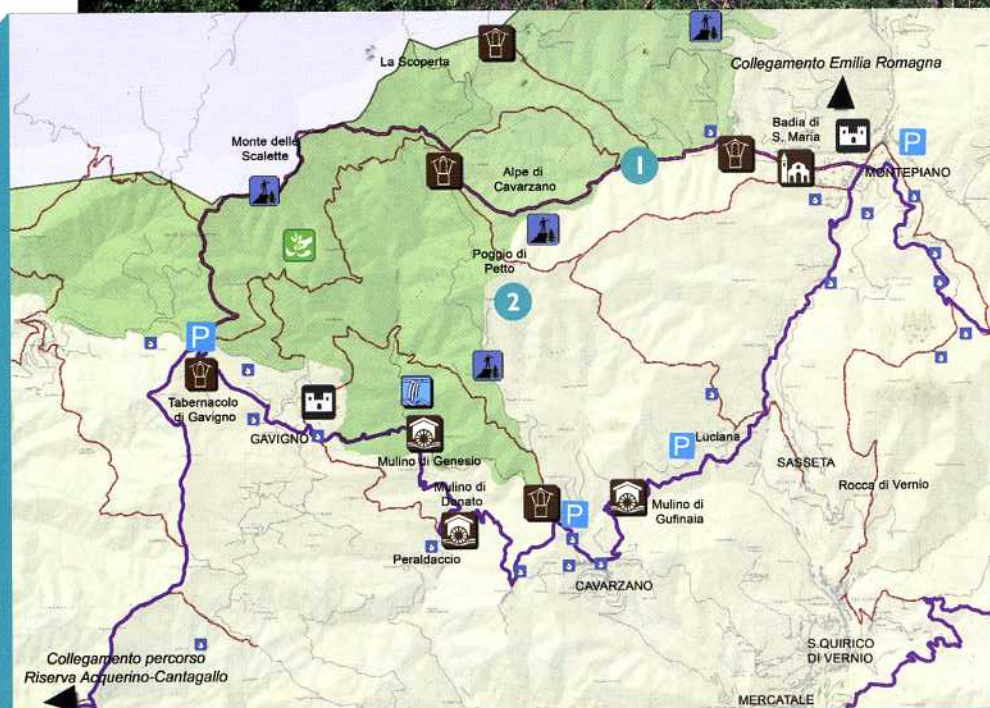 La Scoperta
Collegamento Emilia Romagna
Monte delle
Scalette
Badia di
S. Maria
P
MONTEPIANO
Alpe di
Cavarzano
1
Poggio di
Petto
2
P
Tabernacolo
di Gavigno
GAVIGNO
Mulino di Genesio
Luciana
P
SASSETA
Mulino di
Donato
Rocca di Vernio
P
Mulino di
Gufinaia
Peraldaccio
CAVARZANO
Collegamento percorso
Riserva Acquerino-Cantagallo
S.QUIRICO
DI VERNIO
MERCATALE